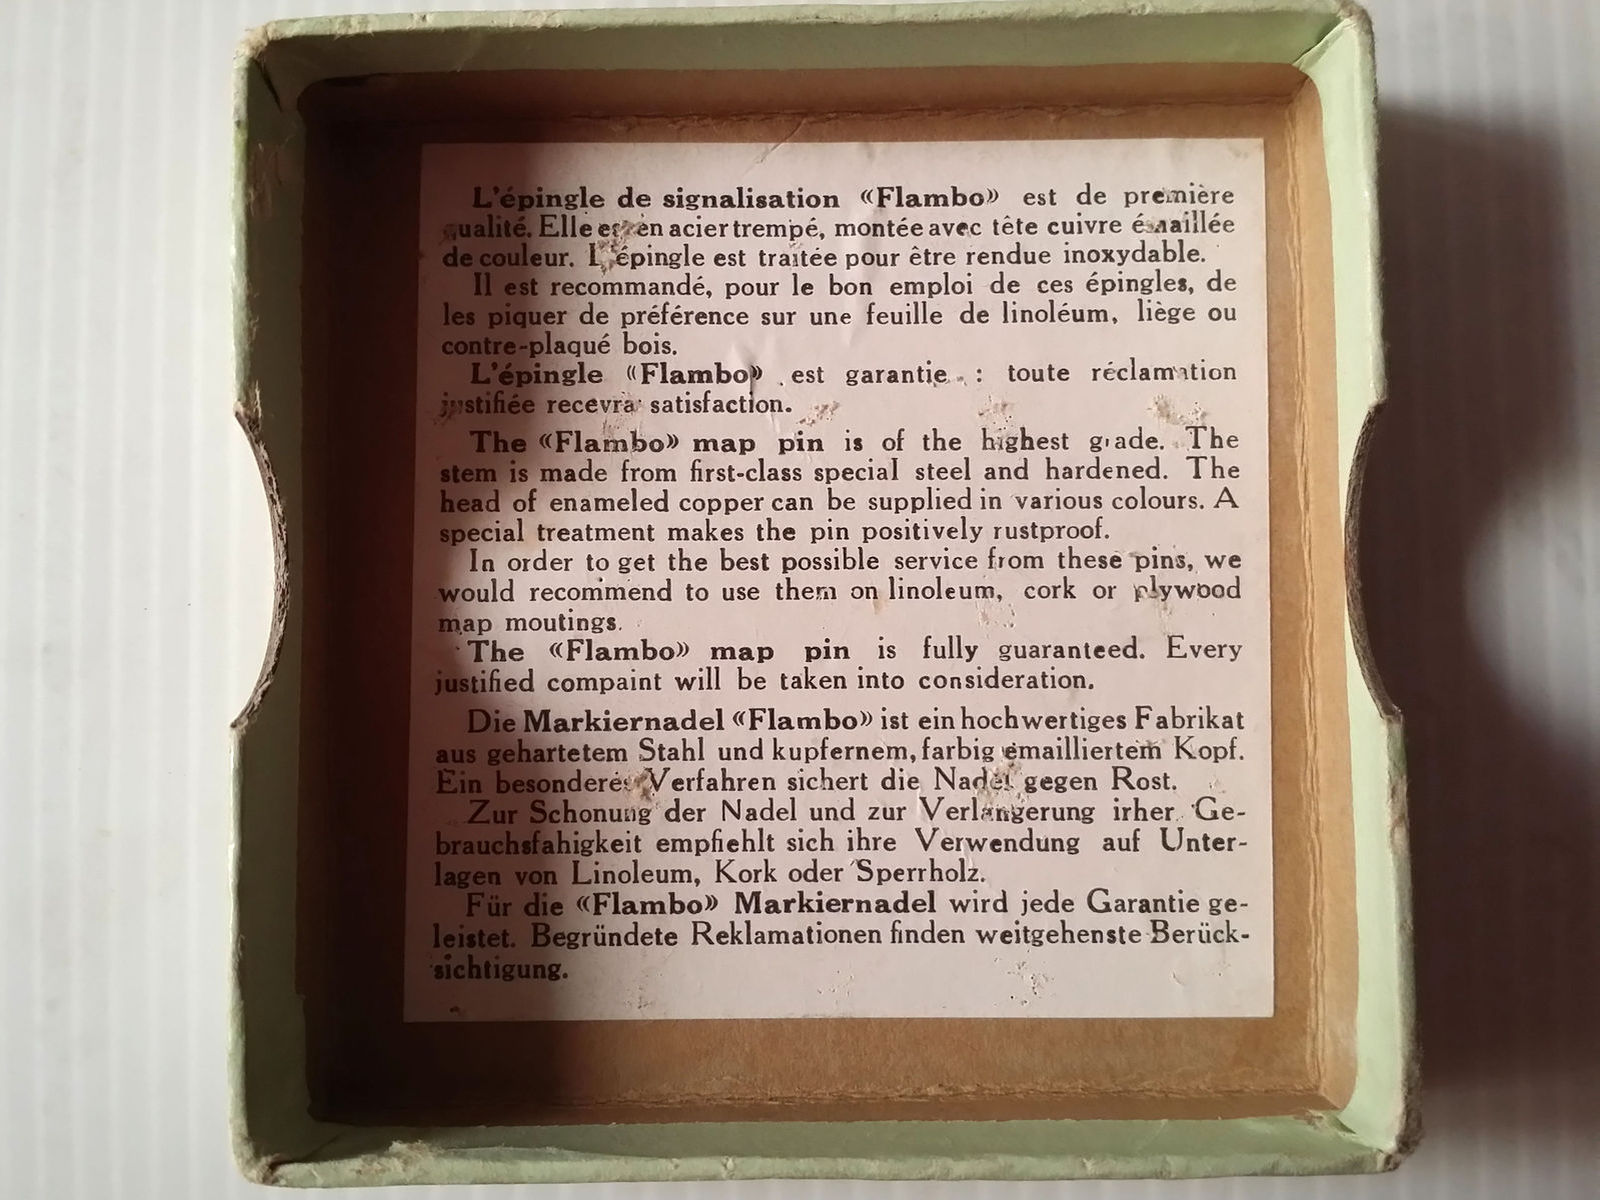 L'épingle de signalisation «Flambo» est de première
qualité. Elle est en acier trempé, montée avec tête cuivre émaillée
de couleur. L'épingle est traitée pour être rendue inoxydable.
Il est recommandé, pour le bon emploi de ces épingles, de
les piquer de préférence sur une feuille de linoléum, liège ou
contre-plaqué bois.
L'épingle «Flambo» est garantie : toute réclamation
justifiée recevra satisfaction.
The «Flambo» map pin is of the highest grade. The
stem is made from first-class special steel and hardened. The
head of enameled copper can be supplied in various colours. A
special treatment makes the pin positively rustproof.
In order to get the best possible service from these pins, we
would recommend to use them on linoleum, cork or plywood
map moutings.
The «Flambo» map pin is fully guaranteed. Every
justified compaint will be taken into consideration.
Die Markiernadel «Flambo» ist ein hochwertiges Fabrikat
aus gehartetem Stahl und kupfernem, farbig emailliertem Kopf.
Ein besonderes Verfahren sichert die Nadel gegen Rost.
Zur Schonung der Nadel und zur Verlangerung irher Ge-
brauchsfahigkeit empfiehlt sich ihre Verwendung auf Unter-
lagen von Linoleum, Kork oder Sperrholz.
Für die «Flambo» Markiernadel wird jede Garantie ge-
leistet. Begründete Reklamationen finden weitgehenste Berück-
sichtigung.